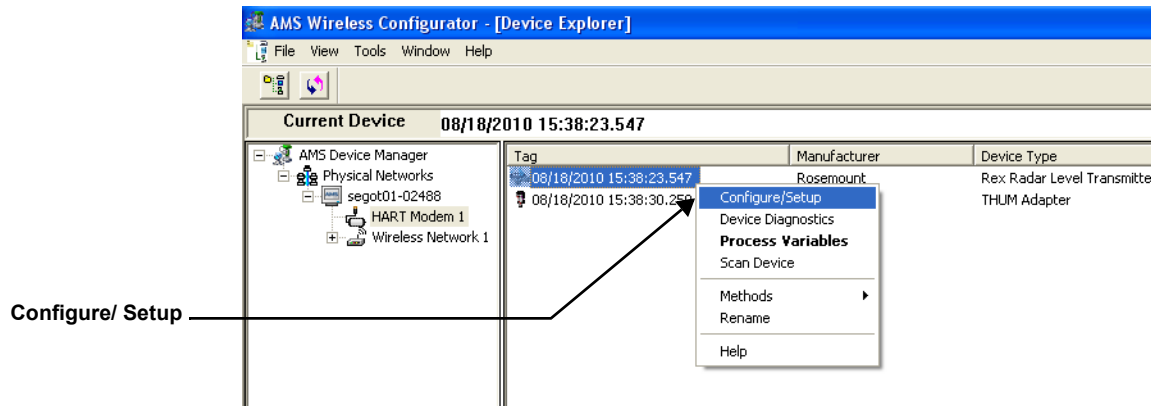 AMS Wireless Configurator - [Device Explorer]
File View Tools Window Help
Current Device 08/18/2010 15:38:23.547
AMS Device Manager
Physical Networks
segot01-02488
HART Modem 1
Wireless Network 1
Tag Manufacturer Device Type
08/18/2010 15:38:23.547 Rosemount Rex Radar Level Transmitte
08/18/2010 15:38:30.250 THUM Adapter
Configure/Setup
Device Diagnostics
Process Variables
Scan Device
Methods
Rename
Help
Configure/ Setup